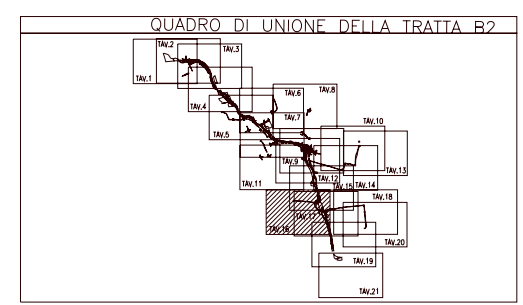 QUADRO DI UNIONE DELLA TRATTA B2
TAV.2
TAV.3
TAV.1
TAV.6
TAV.8
TAV.4
TAV.7
TAV.10
TAV.5
TAV.9
TAV.13
TAV.12
TAV.11
TAV.15
TAV.14
TAV.18
TAV.17
TAV.16
TAV.20
TAV.19
TAV.21